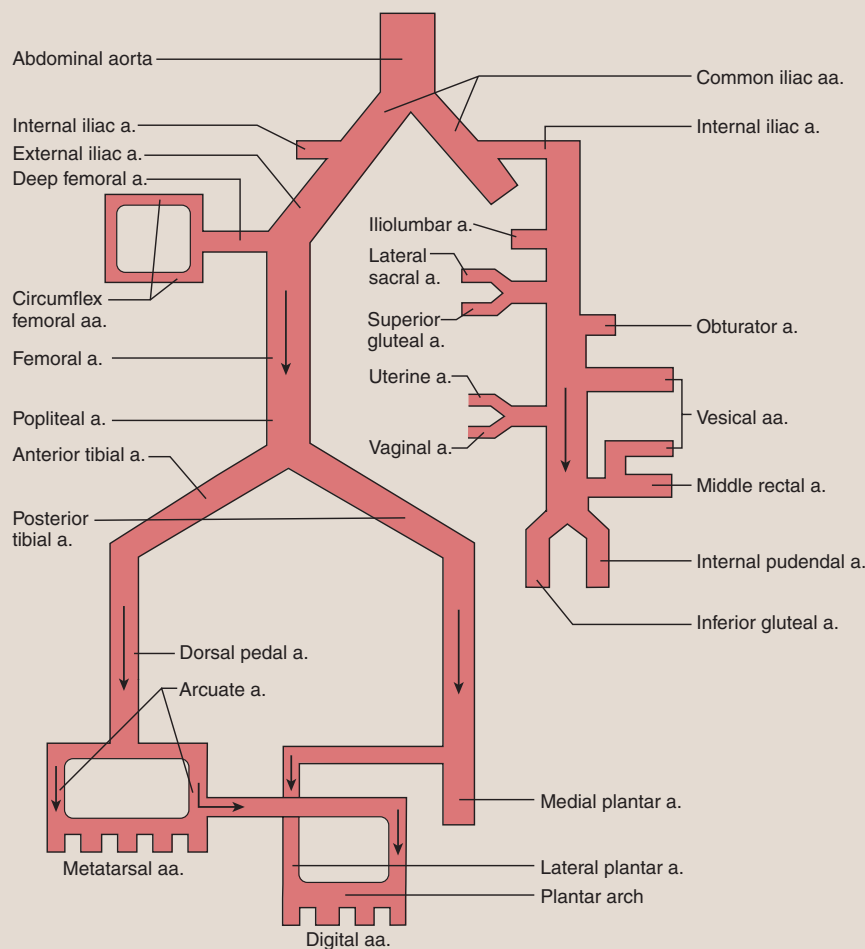 Abdominal aorta
Common iliac aa.
Internal iliac a.
Internal iliac a.
External iliac a.
Deep femoral a.
Iliolumbar a.
Lateral
sacral a.
Circumflex
femoral aa.
Superior
gluteal a.
Obturator a.
Femoral a.
Uterine a.
Popliteal a.
Vesical aa.
Vaginal a.
Anterior tibial a.
Middle rectal a.
Posterior
tibial a.
Internal pudendal a.
Inferior gluteal a.
Dorsal pedal a.
Arcuate a.
Medial plantar a.
Metatarsal aa.
Lateral plantar a.
Plantar arch
Digital aa.